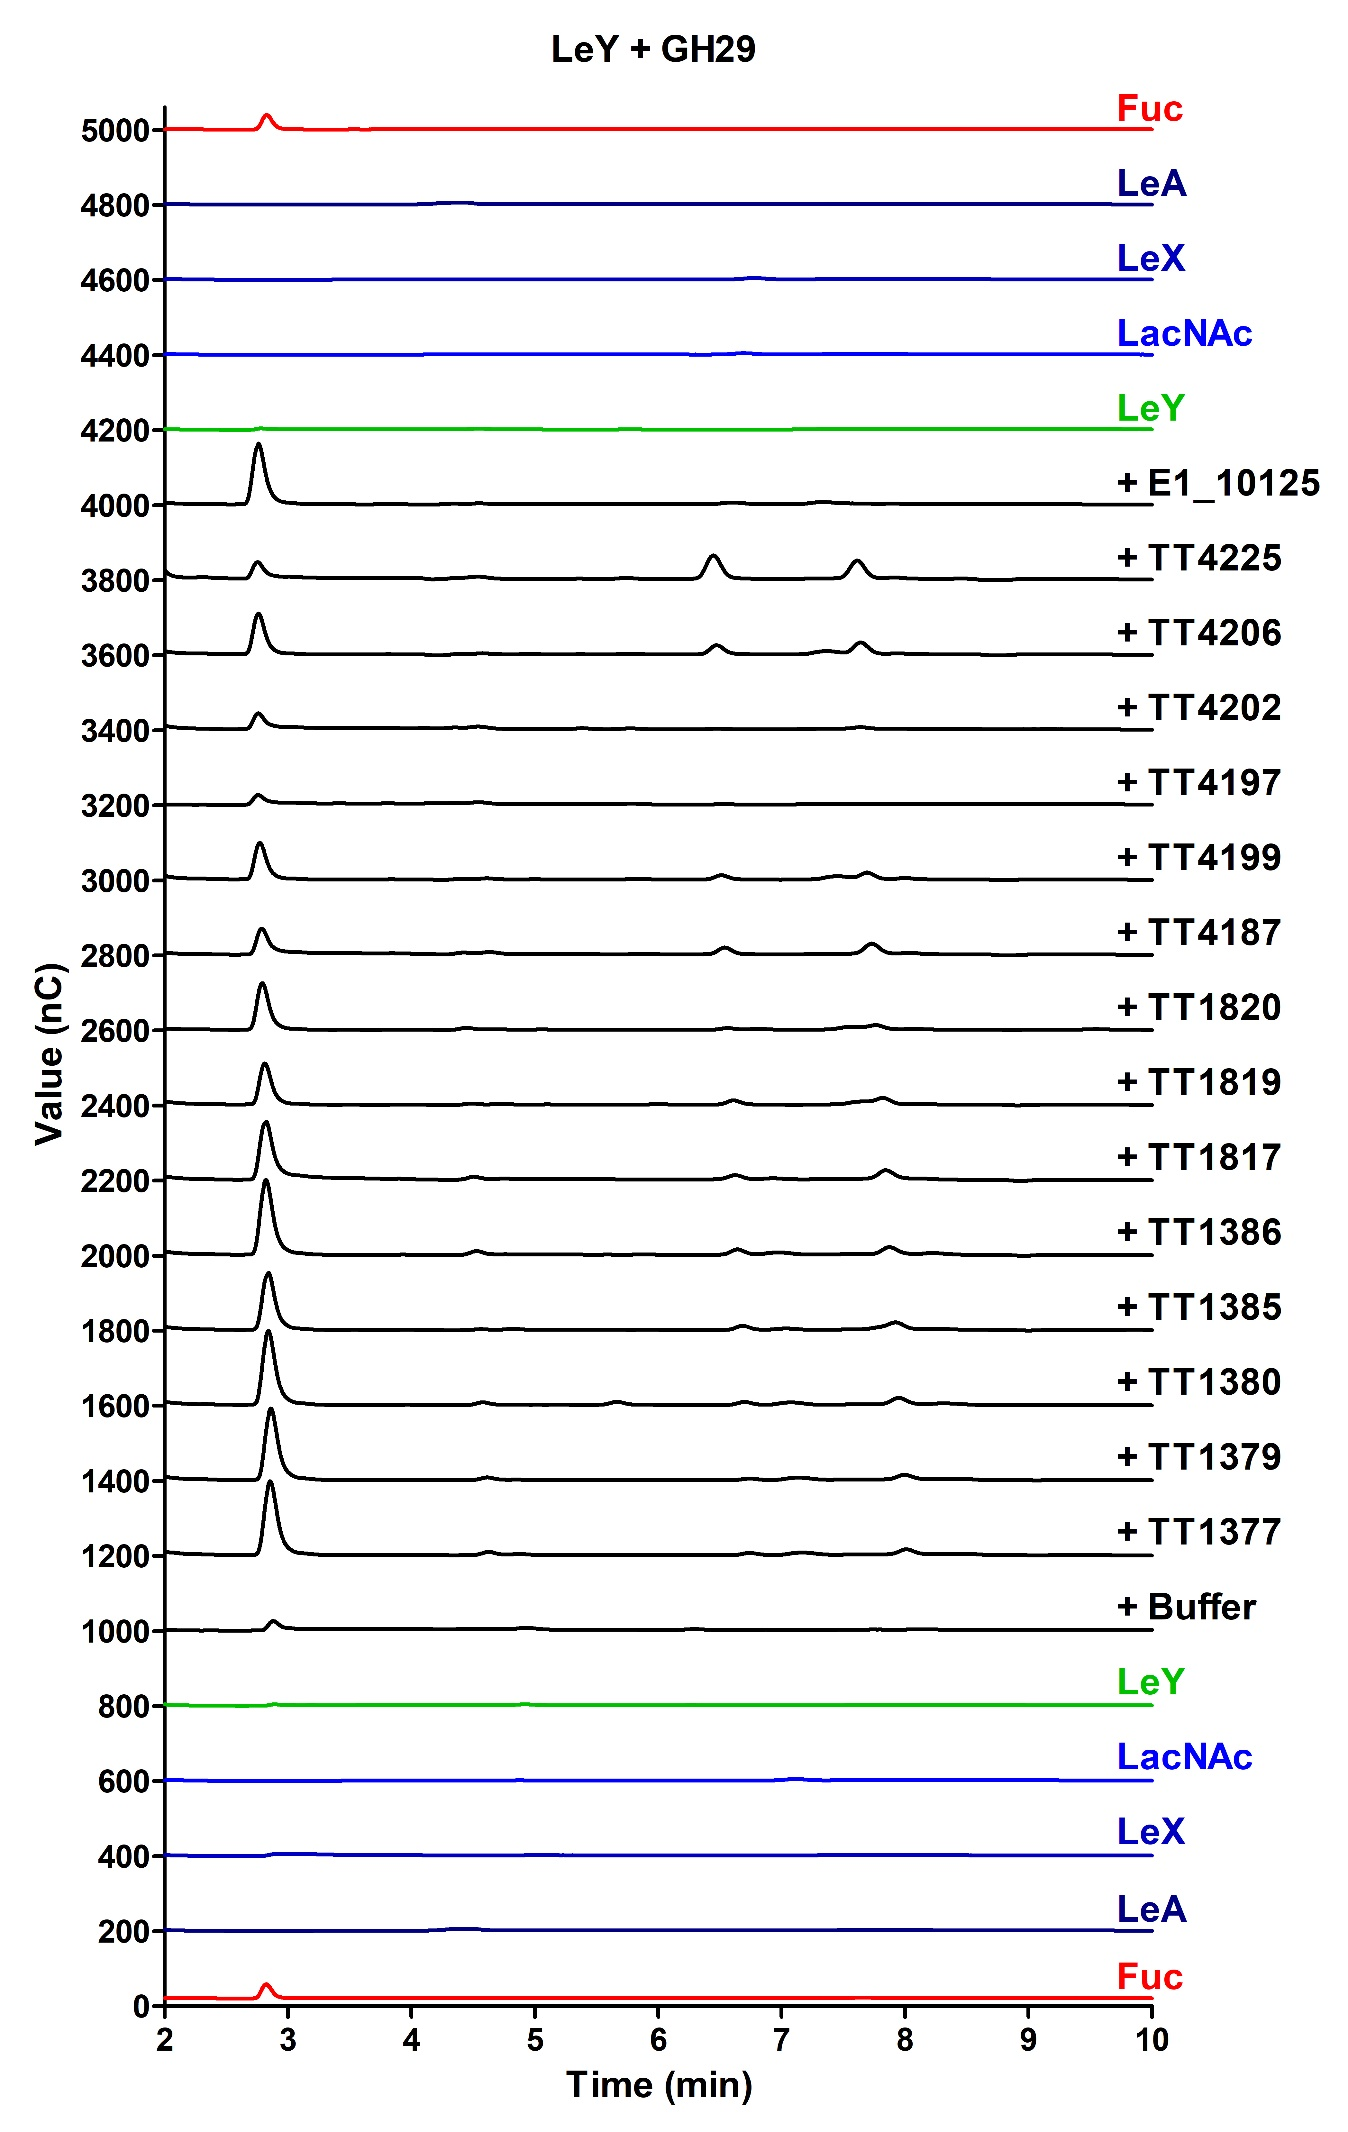 LeY + GH29
Fuc
5000
LeA
4800
LeX
4600
LacNAc
4400
LeY
4200
+ E1_10125
4000
+ TT4225
3800
+ TT4206
3600
+ TT4202
3400
+ TT4197
3200
+ TT4199
3000
+ TT4187
2800
+ TT1820
2600
+ TT1819
2400
+ TT1817
2200
+ TT1386
2000
+ TT1385
1800
+ TT1380
1600
+ TT1379
1400
+ TT1377
1200
+ Buffer
1000
LeY
800
LacNAc
600
LeX
400
LeA
200
Fuc
0
Value (nC)
2 3 4 5 6 7 8 9 10
Time (min)